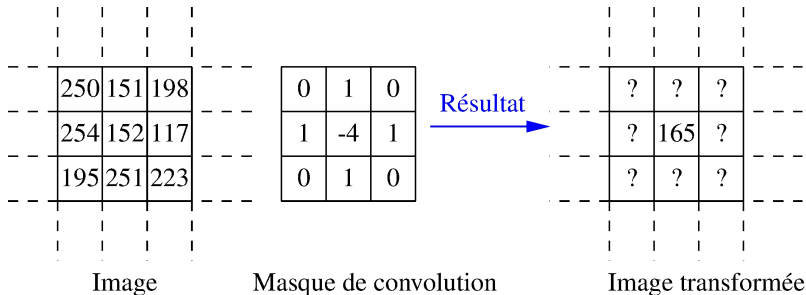 250 151 198 0 1 0 Résultat ? ? ?
254 152 117 1 -4 1 ? 165 ?
195 251 223 0 1 0 ? ? ?
Image Masque de convolution Image transformée